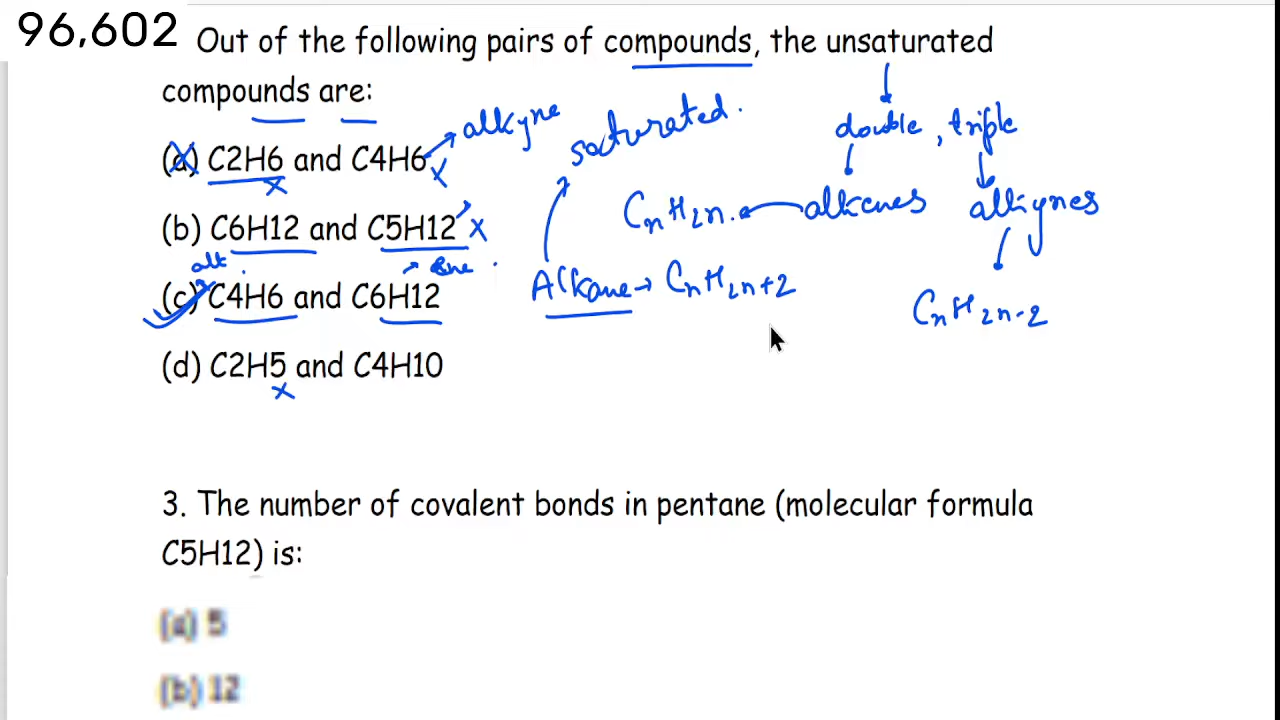 96,602
Out of the following pairs of compounds, the unsaturated
compounds are:
double, triple
alkyne
saturated.
(a) C2H6 and C4H6
CnH2n. alkenes alkynes
(b) C6H12 and C5H12
alk ene.
Alkane → CnH2n+2
(c) C4H6 and C6H12
CnH2n-2
(d) C2H5 and C4H10
3. The number of covalent bonds in pentane (molecular formula
C5H12) is:
(a) 5
(b) 12